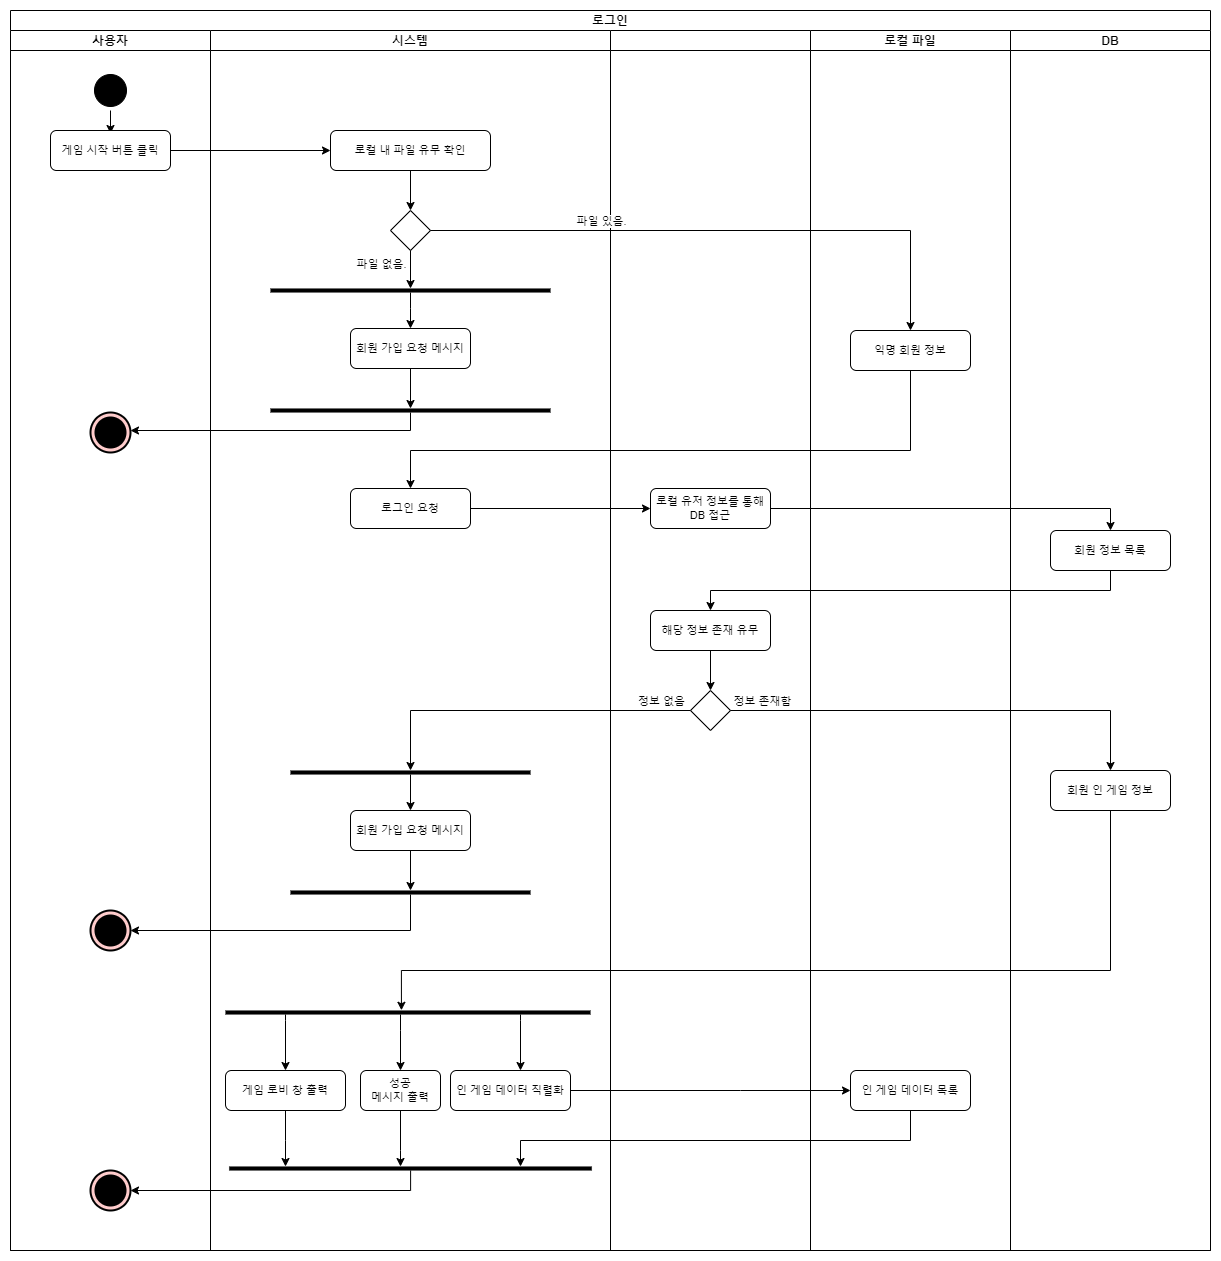 로그인
사용자
시스템
로컬 파일
DB
게임 시작 버튼 클릭
로컬 내 파일 유무 확인
파일 있음.
파일 없음.
회원 가입 요청 메시지
익명 회원 정보
로그인 요청
로컬 유저 정보를 통해
DB 접근
회원 정보 목록
해당 정보 존재 유무
정보 없음
정보 존재함
회원 가입 요청 메시지
회원 인 게임 정보
게임 로비 창 출력
성공
메시지 출력
인 게임 데이터 직렬화
인 게임 데이터 목록